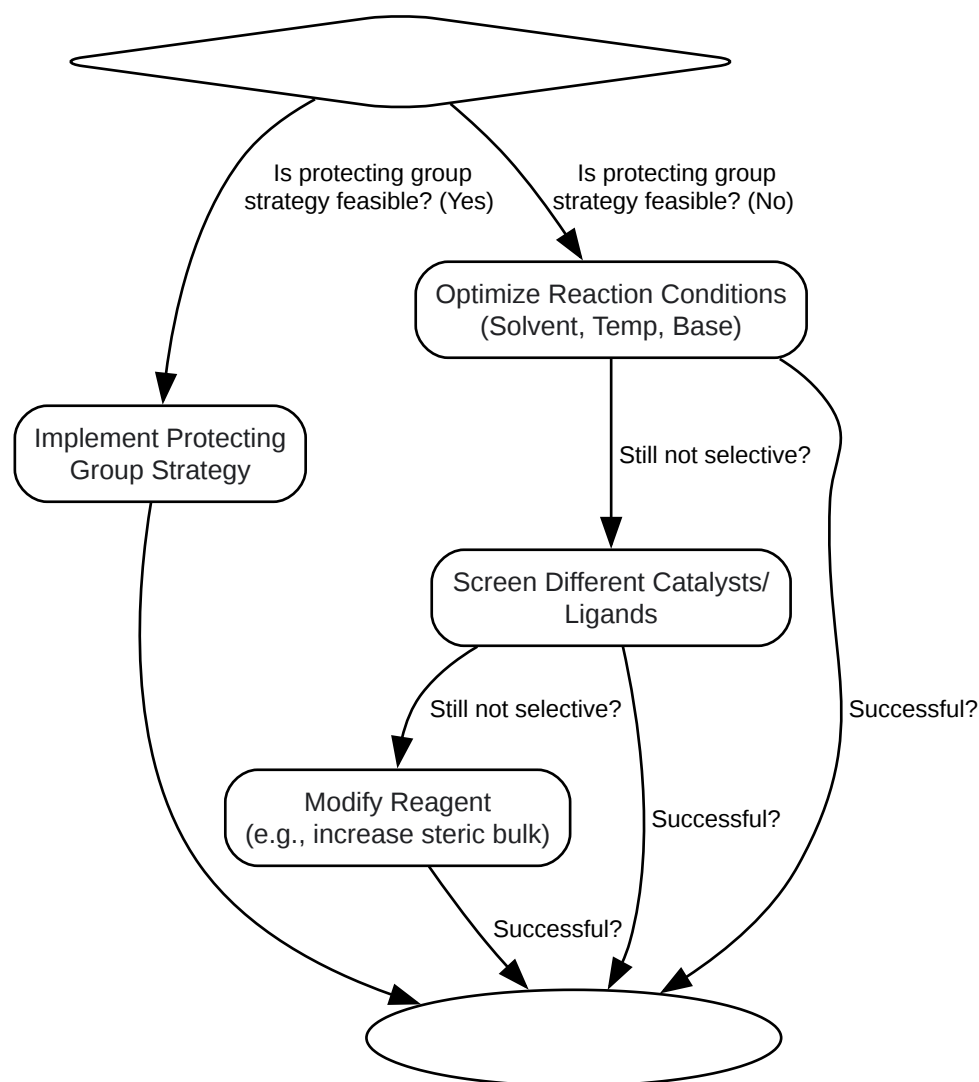 Is protecting group
strategy feasible? (Yes)
Is protecting group
strategy feasible? (No)
Optimize Reaction Conditions
(Solvent, Temp, Base)
Implement Protecting
Group Strategy
Still not selective?
Screen Different Catalysts/
Ligands
Still not selective?
Successful?
Modify Reagent
(e.g., increase steric bulk)
Successful?
Successful?